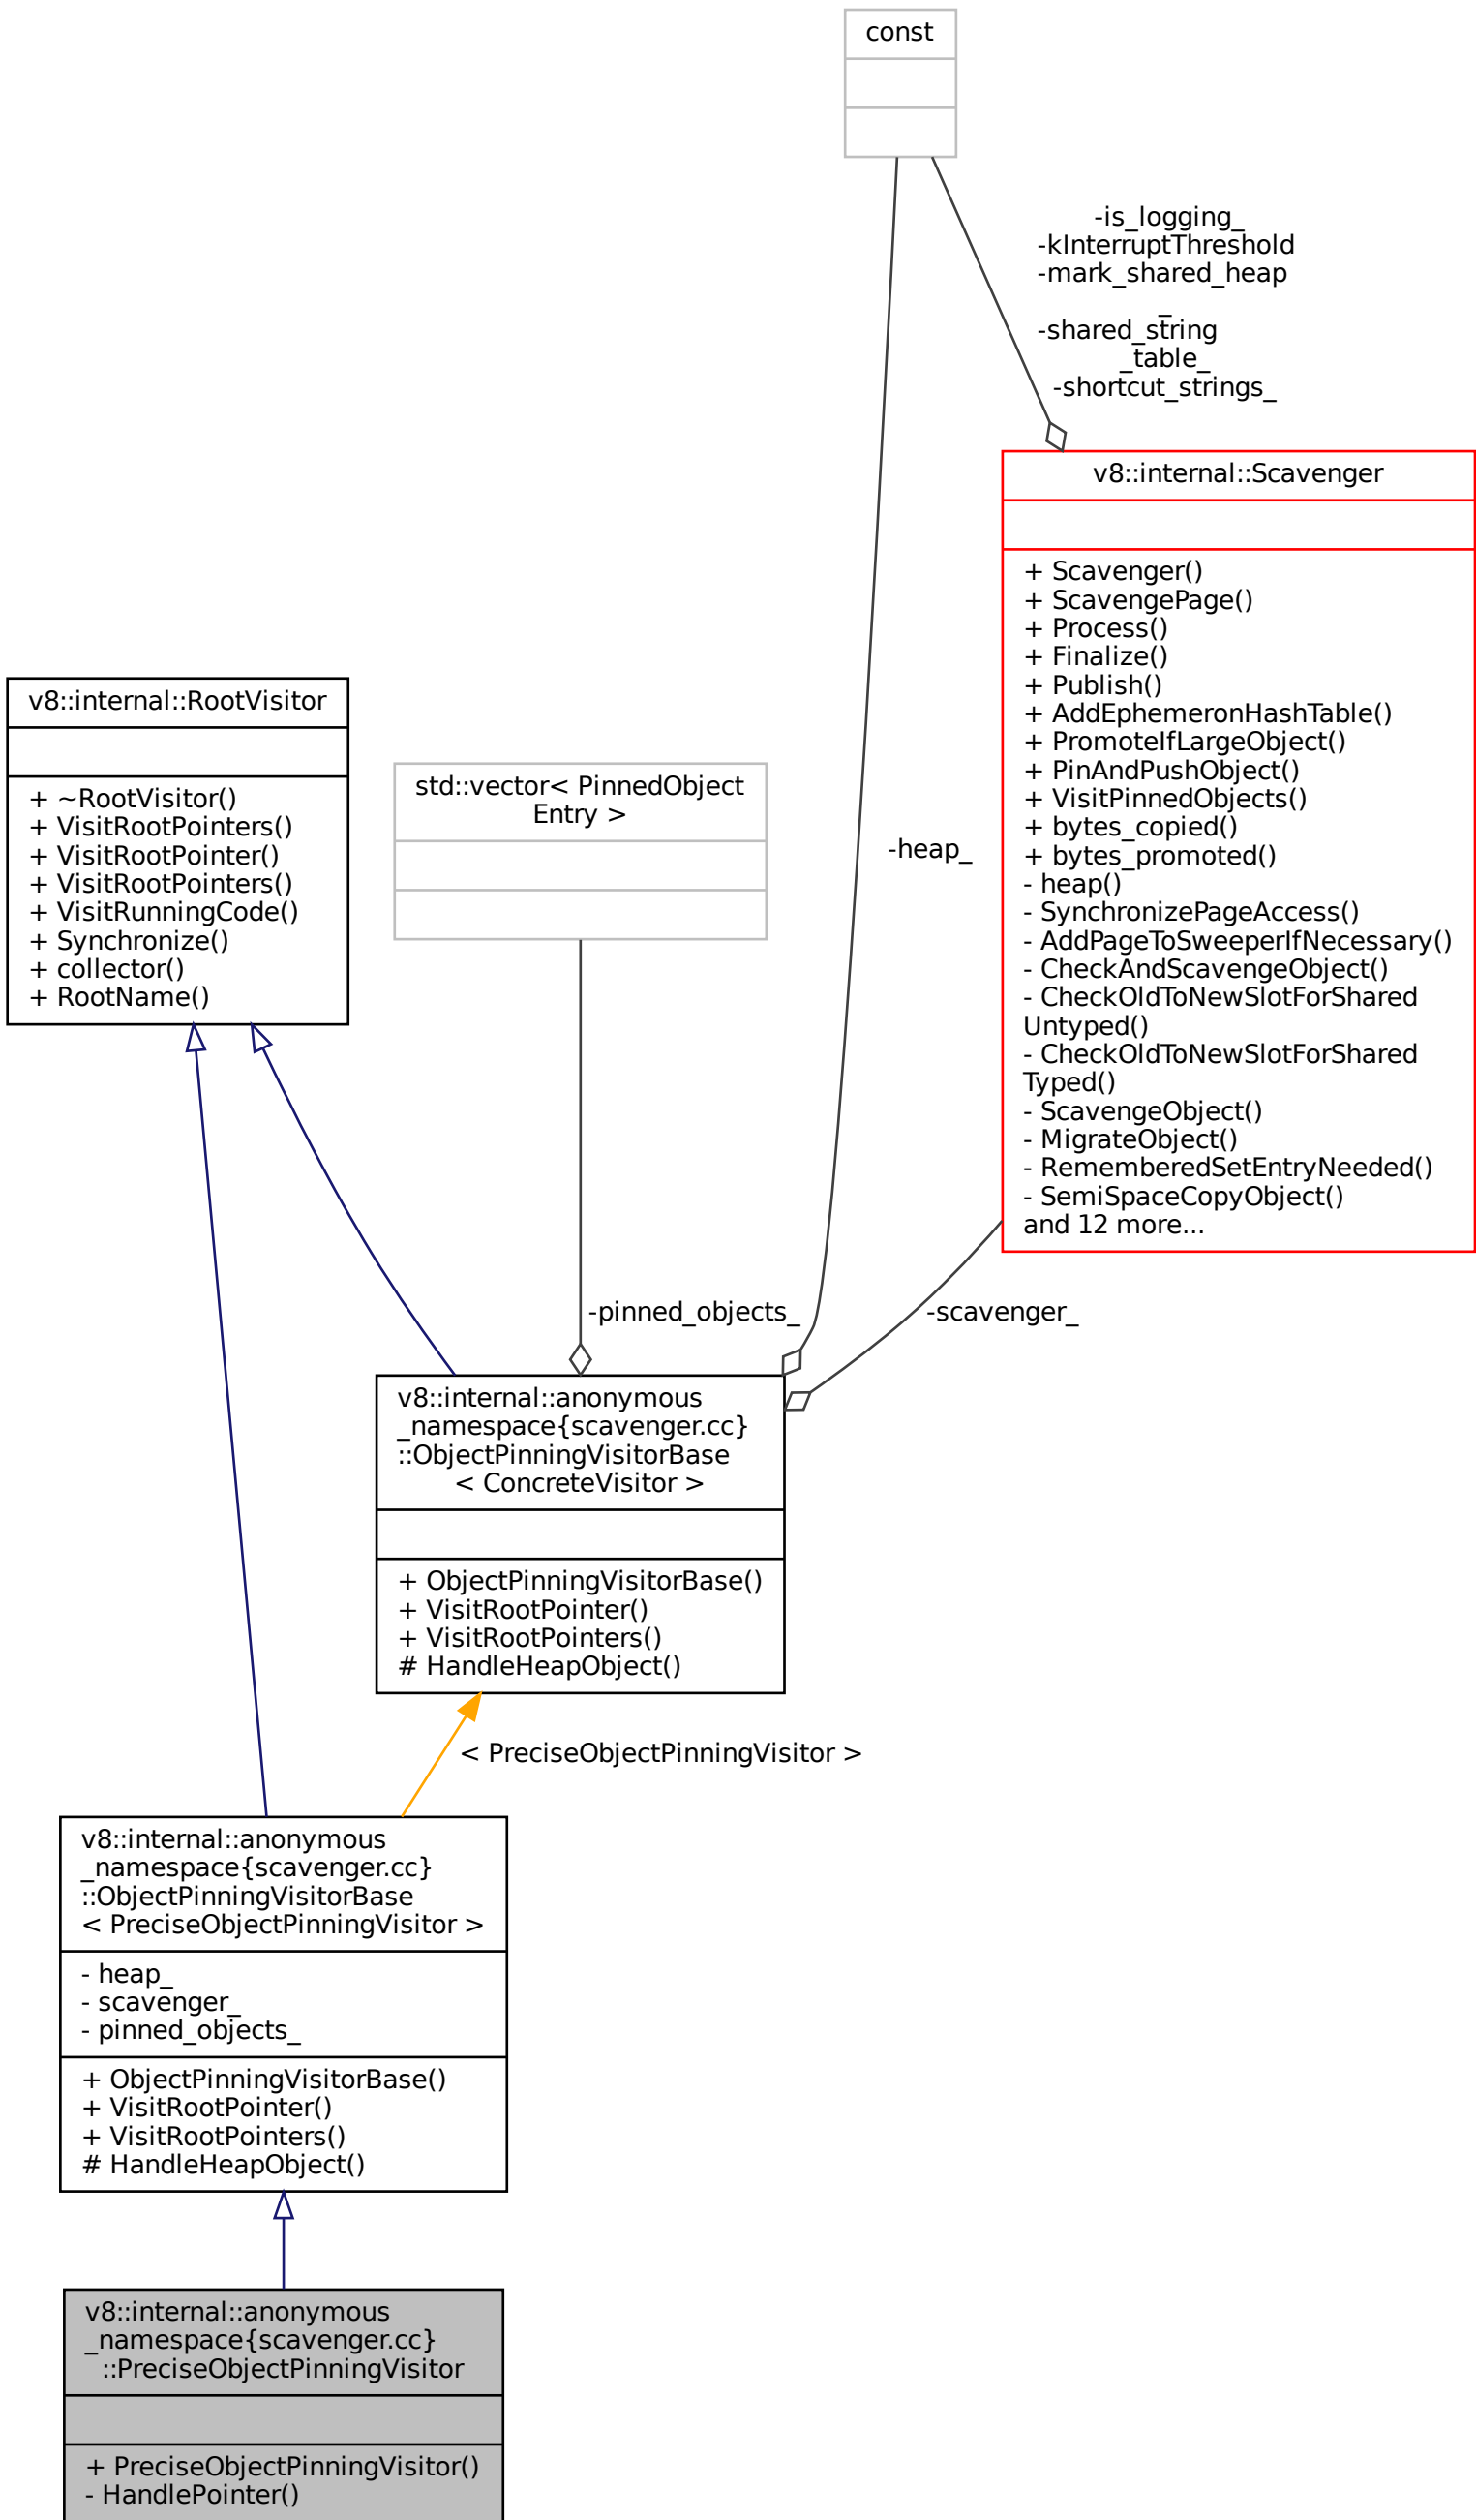 const
-is_logging_
-kInterruptThreshold
-mark_shared_heap
_
-shared_string
_table_
-shortcut_strings_
v8::internal::Scavenger
+ Scavenger()
+ ScavengePage()
+ Process()
+ Finalize()
+ Publish()
+ AddEphemeronHashTable()
+ PromoteIfLargeObject()
+ PinAndPushObject()
+ VisitPinnedObjects()
+ bytes_copied()
+ bytes_promoted()
- heap()
- SynchronizePageAccess()
- AddPageToSweeperIfNecessary()
- CheckAndScavengeObject()
- CheckOldToNewSlotForShared
Untyped()
- CheckOldToNewSlotForShared
Typed()
- ScavengeObject()
- MigrateObject()
- RememberedSetEntryNeeded()
- SemiSpaceCopyObject()
and 12 more...
v8::internal::RootVisitor
+ ~RootVisitor()
+ VisitRootPointers()
+ VisitRootPointer()
+ VisitRootPointers()
+ VisitRunningCode()
+ Synchronize()
+ collector()
+ RootName()
std::vector< PinnedObject
Entry >
-heap_
-pinned_objects_
-scavenger_
v8::internal::anonymous
_namespace{scavenger.cc}
::ObjectPinningVisitorBase
< ConcreteVisitor >
+ ObjectPinningVisitorBase()
+ VisitRootPointer()
+ VisitRootPointers()
# HandleHeapObject()
< PreciseObjectPinningVisitor >
v8::internal::anonymous
_namespace{scavenger.cc}
::ObjectPinningVisitorBase
< PreciseObjectPinningVisitor >
- heap_
- scavenger_
- pinned_objects_
+ ObjectPinningVisitorBase()
+ VisitRootPointer()
+ VisitRootPointers()
# HandleHeapObject()
v8::internal::anonymous
_namespace{scavenger.cc}
::PreciseObjectPinningVisitor
+ PreciseObjectPinningVisitor()
- HandlePointer()